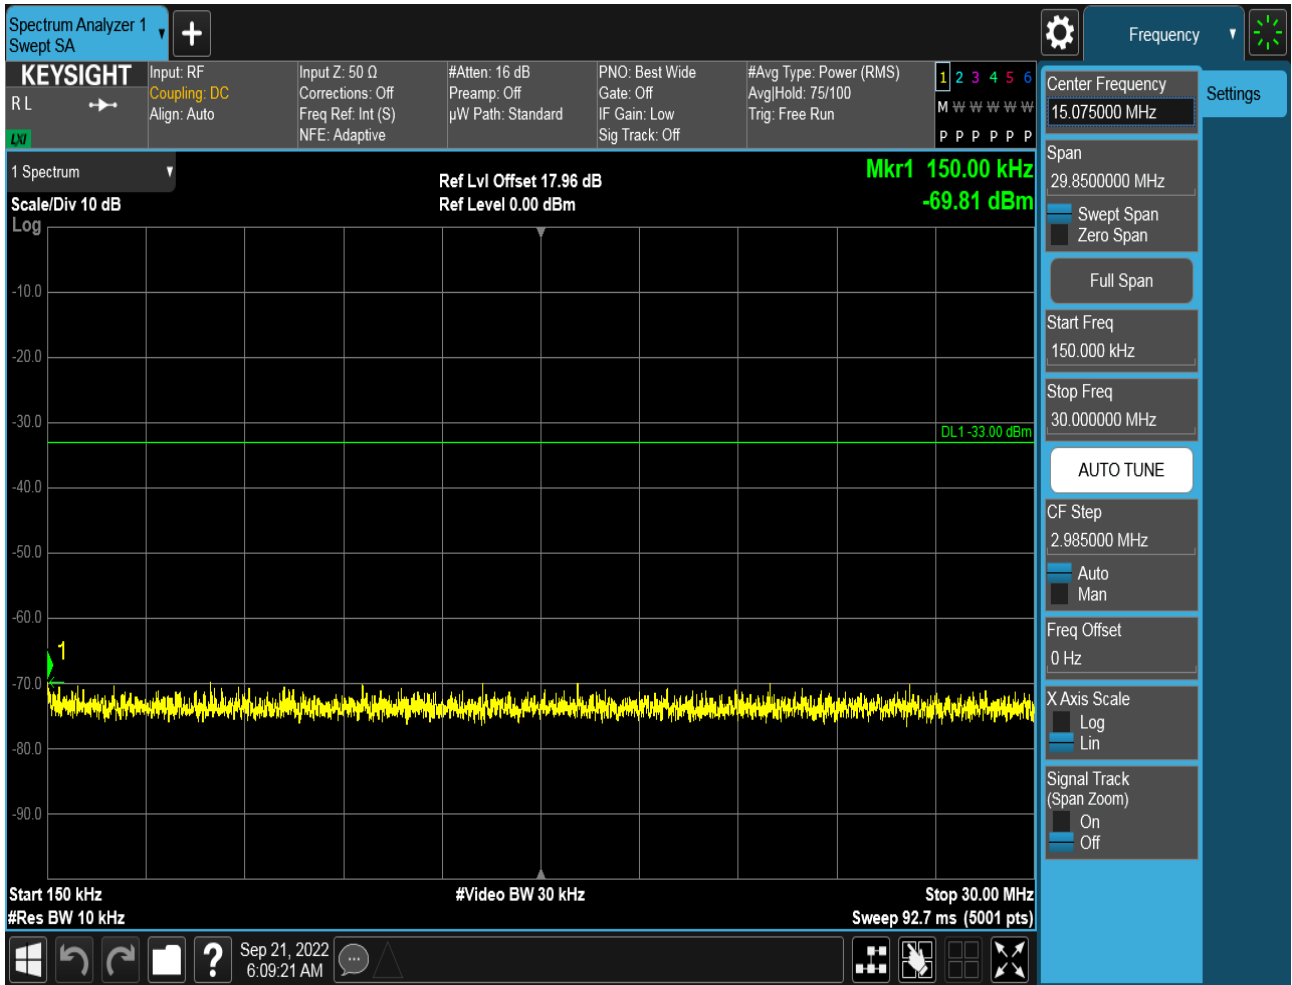 Spectrum Analyzer 1
Swept SA
Frequency
KEYSIGHT
R L
LXI
Input: RF
Coupling: DC
Align: Auto
Input Z: 50 Ω
Corrections: Off
Freq Ref: Int (S)
NFE: Adaptive
#Atten: 16 dB
Preamp: Off
µW Path: Standard
PNO: Best Wide
Gate: Off
IF Gain: Low
Sig Track: Off
#Avg Type: Power (RMS)
Avg|Hold: 75/100
Trig: Free Run
1 2 3 4 5 6
M W W W W W
P P P P P P
1 Spectrum
Scale/Div 10 dB
Log
Ref Lvl Offset 17.96 dB
Ref Level 0.00 dBm
Mkr1 150.00 kHz
-69.81 dBm
-10.0
-20.0
-30.0
DL1 -33.00 dBm
-40.0
-50.0
-60.0
1
-70.0
-80.0
-90.0
Start 150 kHz
#Res BW 10 kHz
#Video BW 30 kHz
Stop 30.00 MHz
Sweep 92.7 ms (5001 pts)
Sep 21, 2022
6:09:21 AM
Center Frequency
15.075000 MHz
Settings
Span
29.8500000 MHz
Swept Span
Zero Span
Full Span
Start Freq
150.000 kHz
Stop Freq
30.000000 MHz
AUTO TUNE
CF Step
2.985000 MHz
Auto
Man
Freq Offset
0 Hz
X Axis Scale
Log
Lin
Signal Track
(Span Zoom)
On
Off